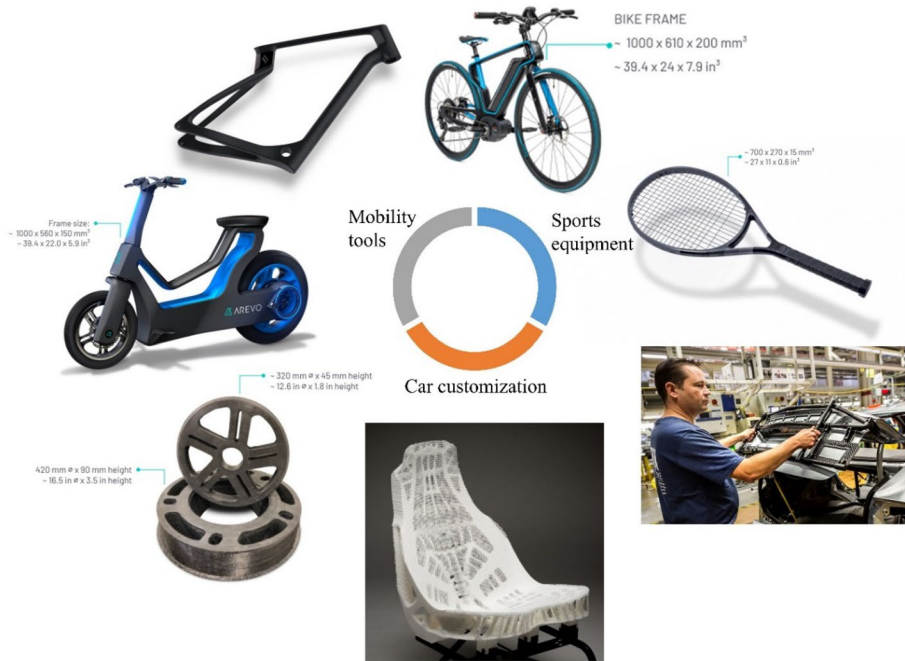 BIKE FRAME
~ 1000 x 610 x 200 mm³
~ 39.4 x 24 x 7.9 in³
~ 700 x 270 x 15 mm³
~ 27 x 11 x 0.6 in³
Frame size:
~ 1000 x 560 x 150 mm³
~ 39.4 x 22.0 x 5.9 in³
Mobility
tools
Sports
equipment
AREVO
Car customization
~ 320 mm ø x 45 mm height
~ 12.6 in ø x 1.8 in height
420 mm ø x 90 mm height
~ 16.5 in ø x 3.5 in height